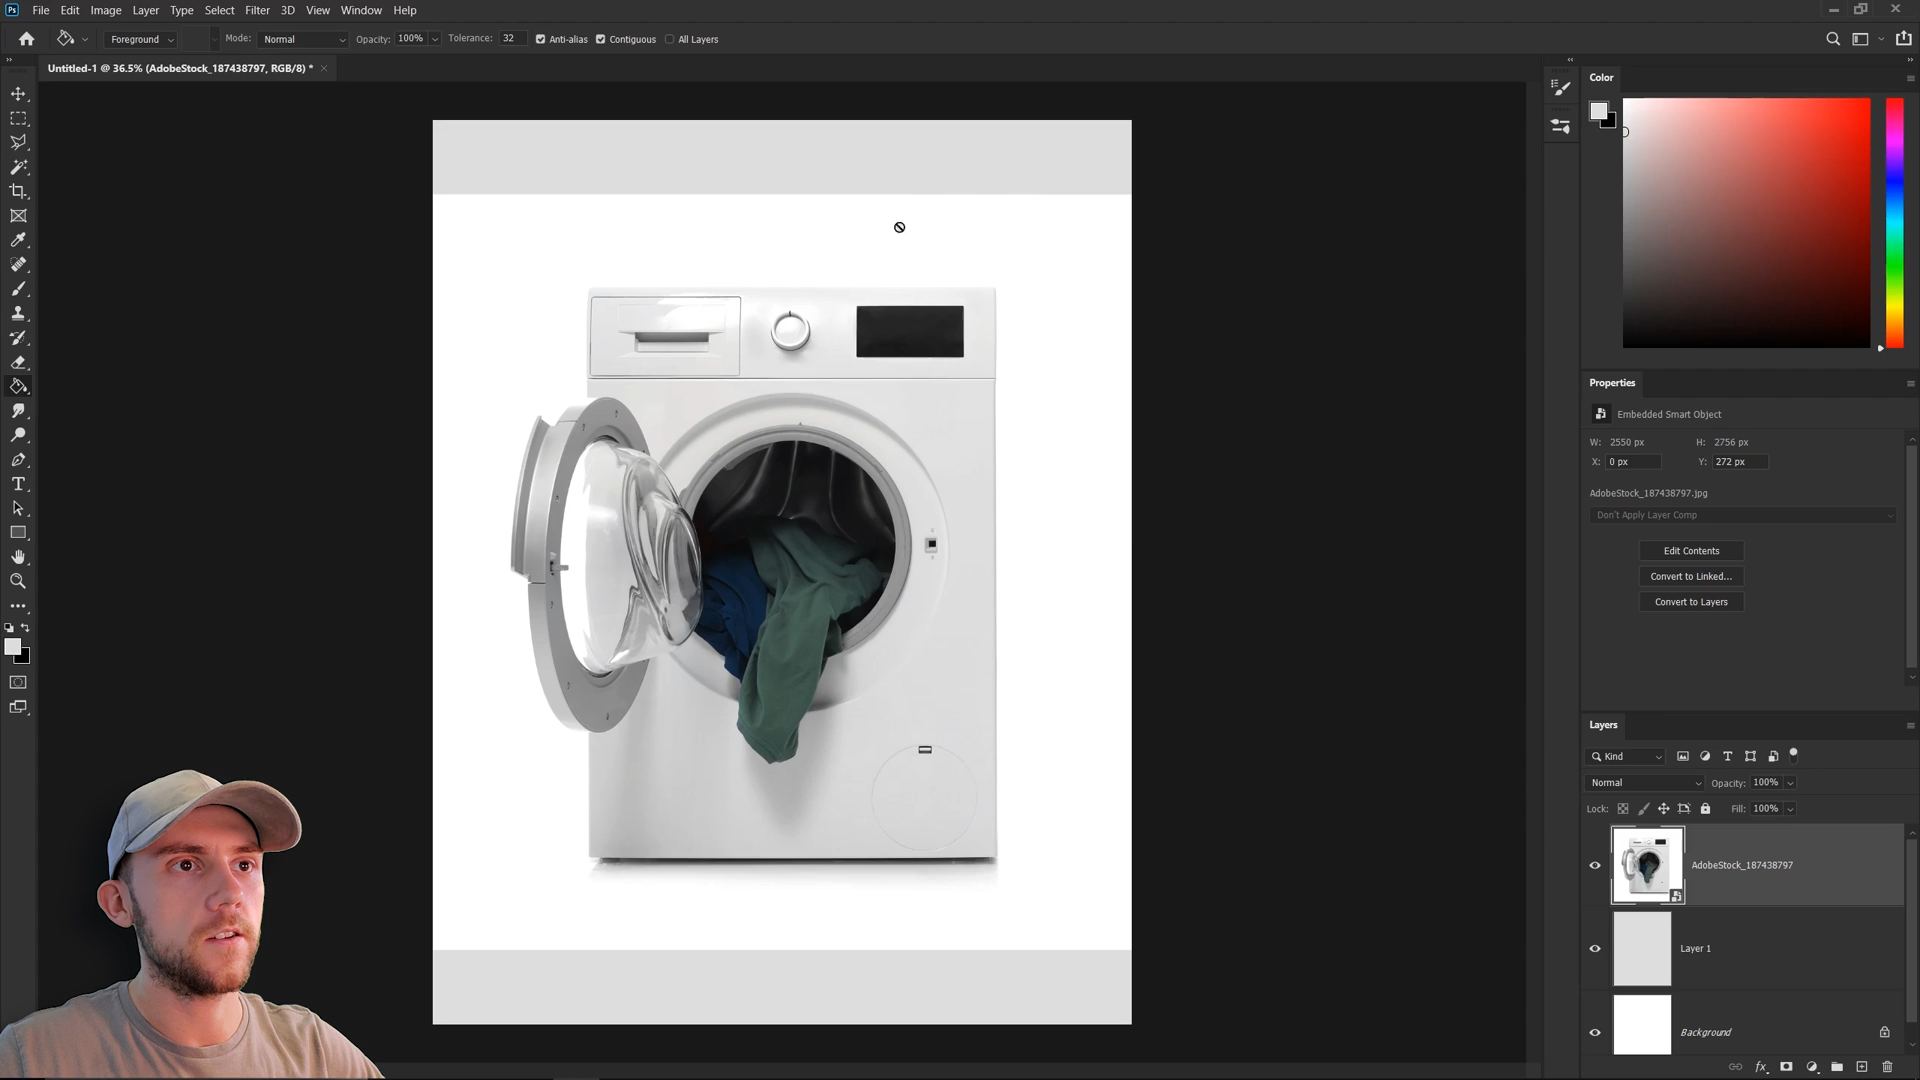 Ps File Edit Image Layer Type Select Filter 3D View Window Help
Foreground Mode: Normal Opacity: 100% Tolerance: 32 Anti-alias Contiguous All Layers
Untitled-1 @ 36.5% (AdobeStock_187438797, RGB/8) *
Color
Properties
Embedded Smart Object
W: 2550 px H: 2756 px
X: 0 px Y: 272 px
AdobeStock_187438797.jpg
Don't Apply Layer Comp
Edit Contents
Convert to Linked...
Convert to Layers
Layers
Kind
Normal Opacity: 100%
Lock: Fill: 100%
AdobeStock_187438797
Layer 1
Background
fx